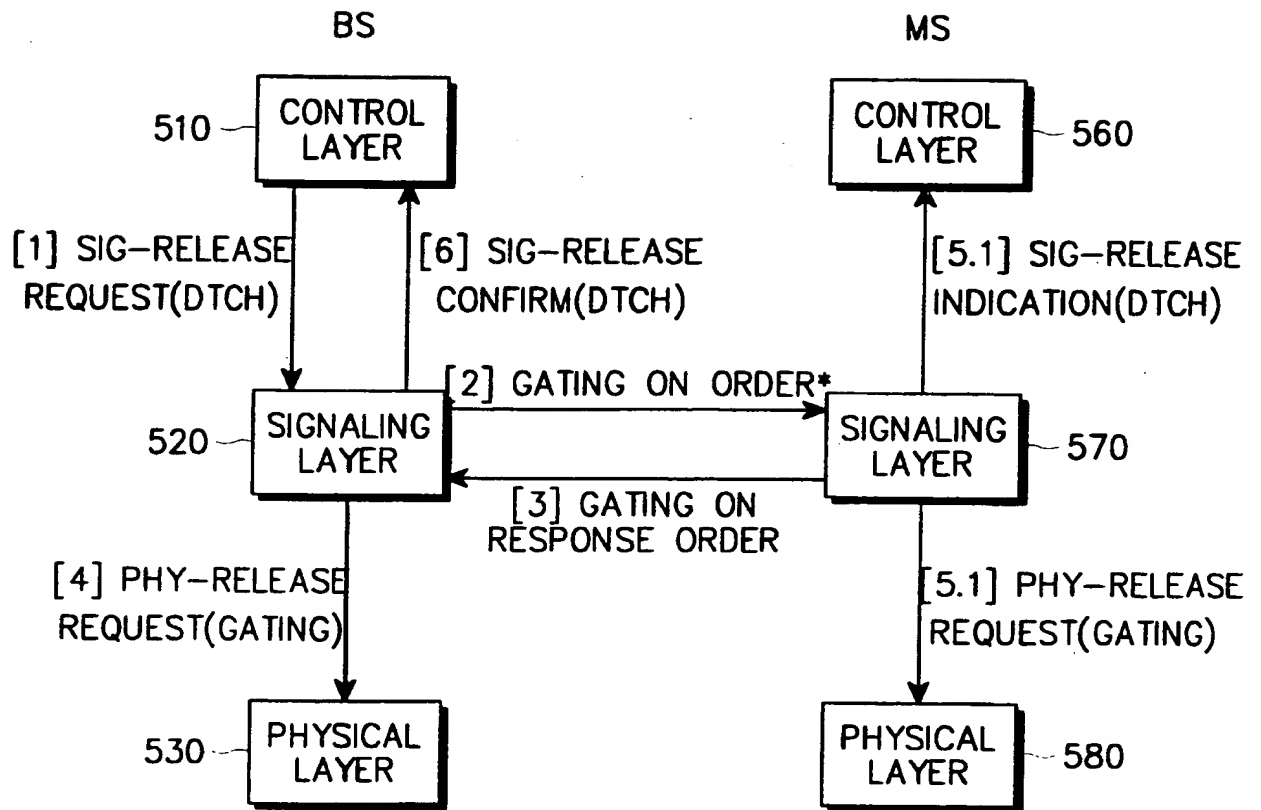 BS
MS
CONTROL
LAYER
510
CONTROL
LAYER
560
[1] SIG-RELEASE
REQUEST(DTCH)
[6] SIG-RELEASE
CONFIRM(DTCH)
[5.1] SIG-RELEASE
INDICATION(DTCH)
[2] GATING ON ORDER*
SIGNALING
LAYER
520
SIGNALING
LAYER
570
[3] GATING ON
RESPONSE ORDER
[4] PHY-RELEASE
REQUEST(GATING)
[5.1] PHY-RELEASE
REQUEST(GATING)
PHYSICAL
LAYER
530
PHYSICAL
LAYER
580